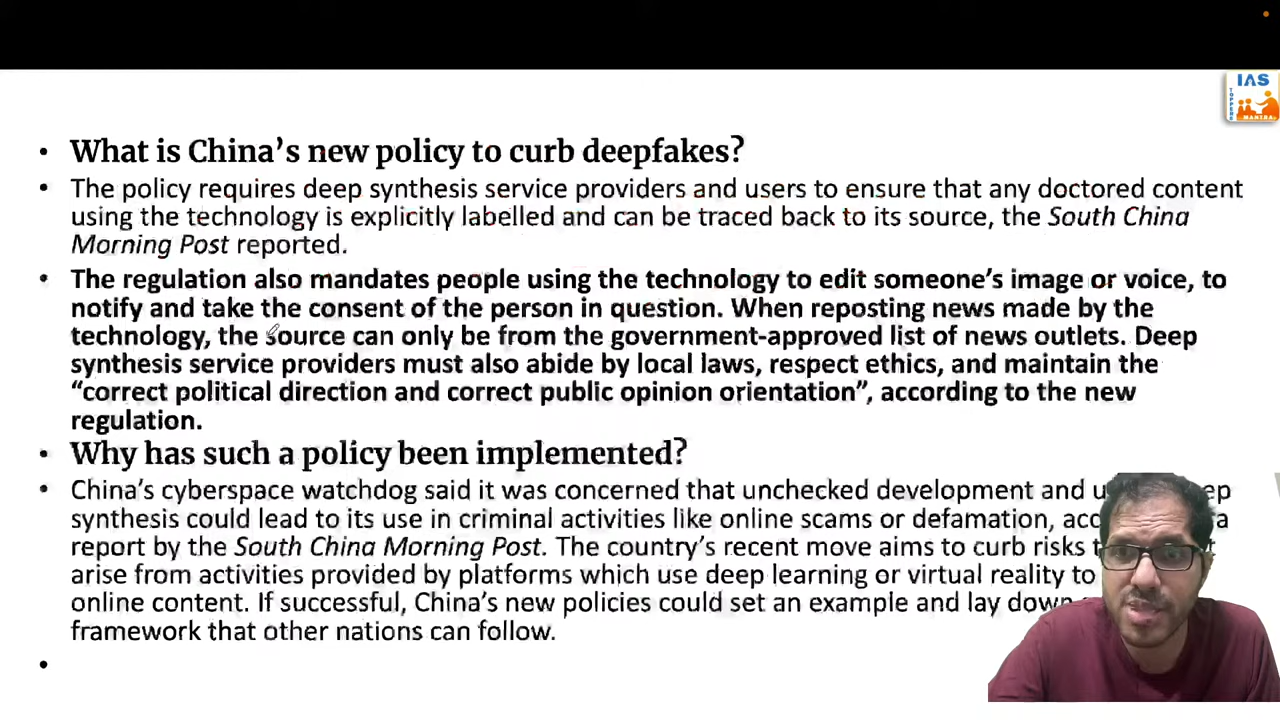 IAS
TOPPERS
MANTRA
• What is China's new policy to curb deepfakes?
• The policy requires deep synthesis service providers and users to ensure that any doctored content
using the technology is explicitly labelled and can be traced back to its source, the South China
Morning Post reported.
• The regulation also mandates people using the technology to edit someone's image or voice, to
notify and take the consent of the person in question. When reposting news made by the
technology, the source can only be from the government-approved list of news outlets. Deep
synthesis service providers must also abide by local laws, respect ethics, and maintain the
“correct political direction and correct public opinion orientation”, according to the new
regulation.
• Why has such a policy been implemented?
• China's cyberspace watchdog said it was concerned that unchecked development and
synthesis could lead to its use in criminal activities like online scams or defamation, a
report by the South China Morning Post. The country's recent move aims to curb risks
arise from activities provided by platforms which use deep learning or virtual reality to
online content. If successful, China's new policies could set an example and lay down
framework that other nations can follow.
•